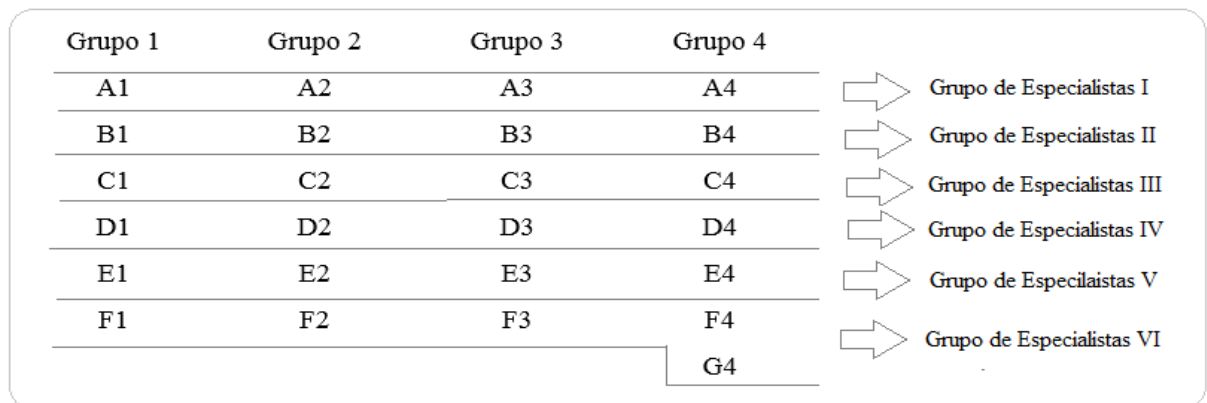 Grupo 1 Grupo 2 Grupo 3 Grupo 4
A1 A2 A3 A4 Grupo de Especialistas I
B1 B2 B3 B4 Grupo de Especialistas II
C1 C2 C3 C4 Grupo de Especialistas III
D1 D2 D3 D4 Grupo de Especialistas IV
E1 E2 E3 E4 Grupo de Especilaistas V
F1 F2 F3 F4 Grupo de Especialistas VI
G4